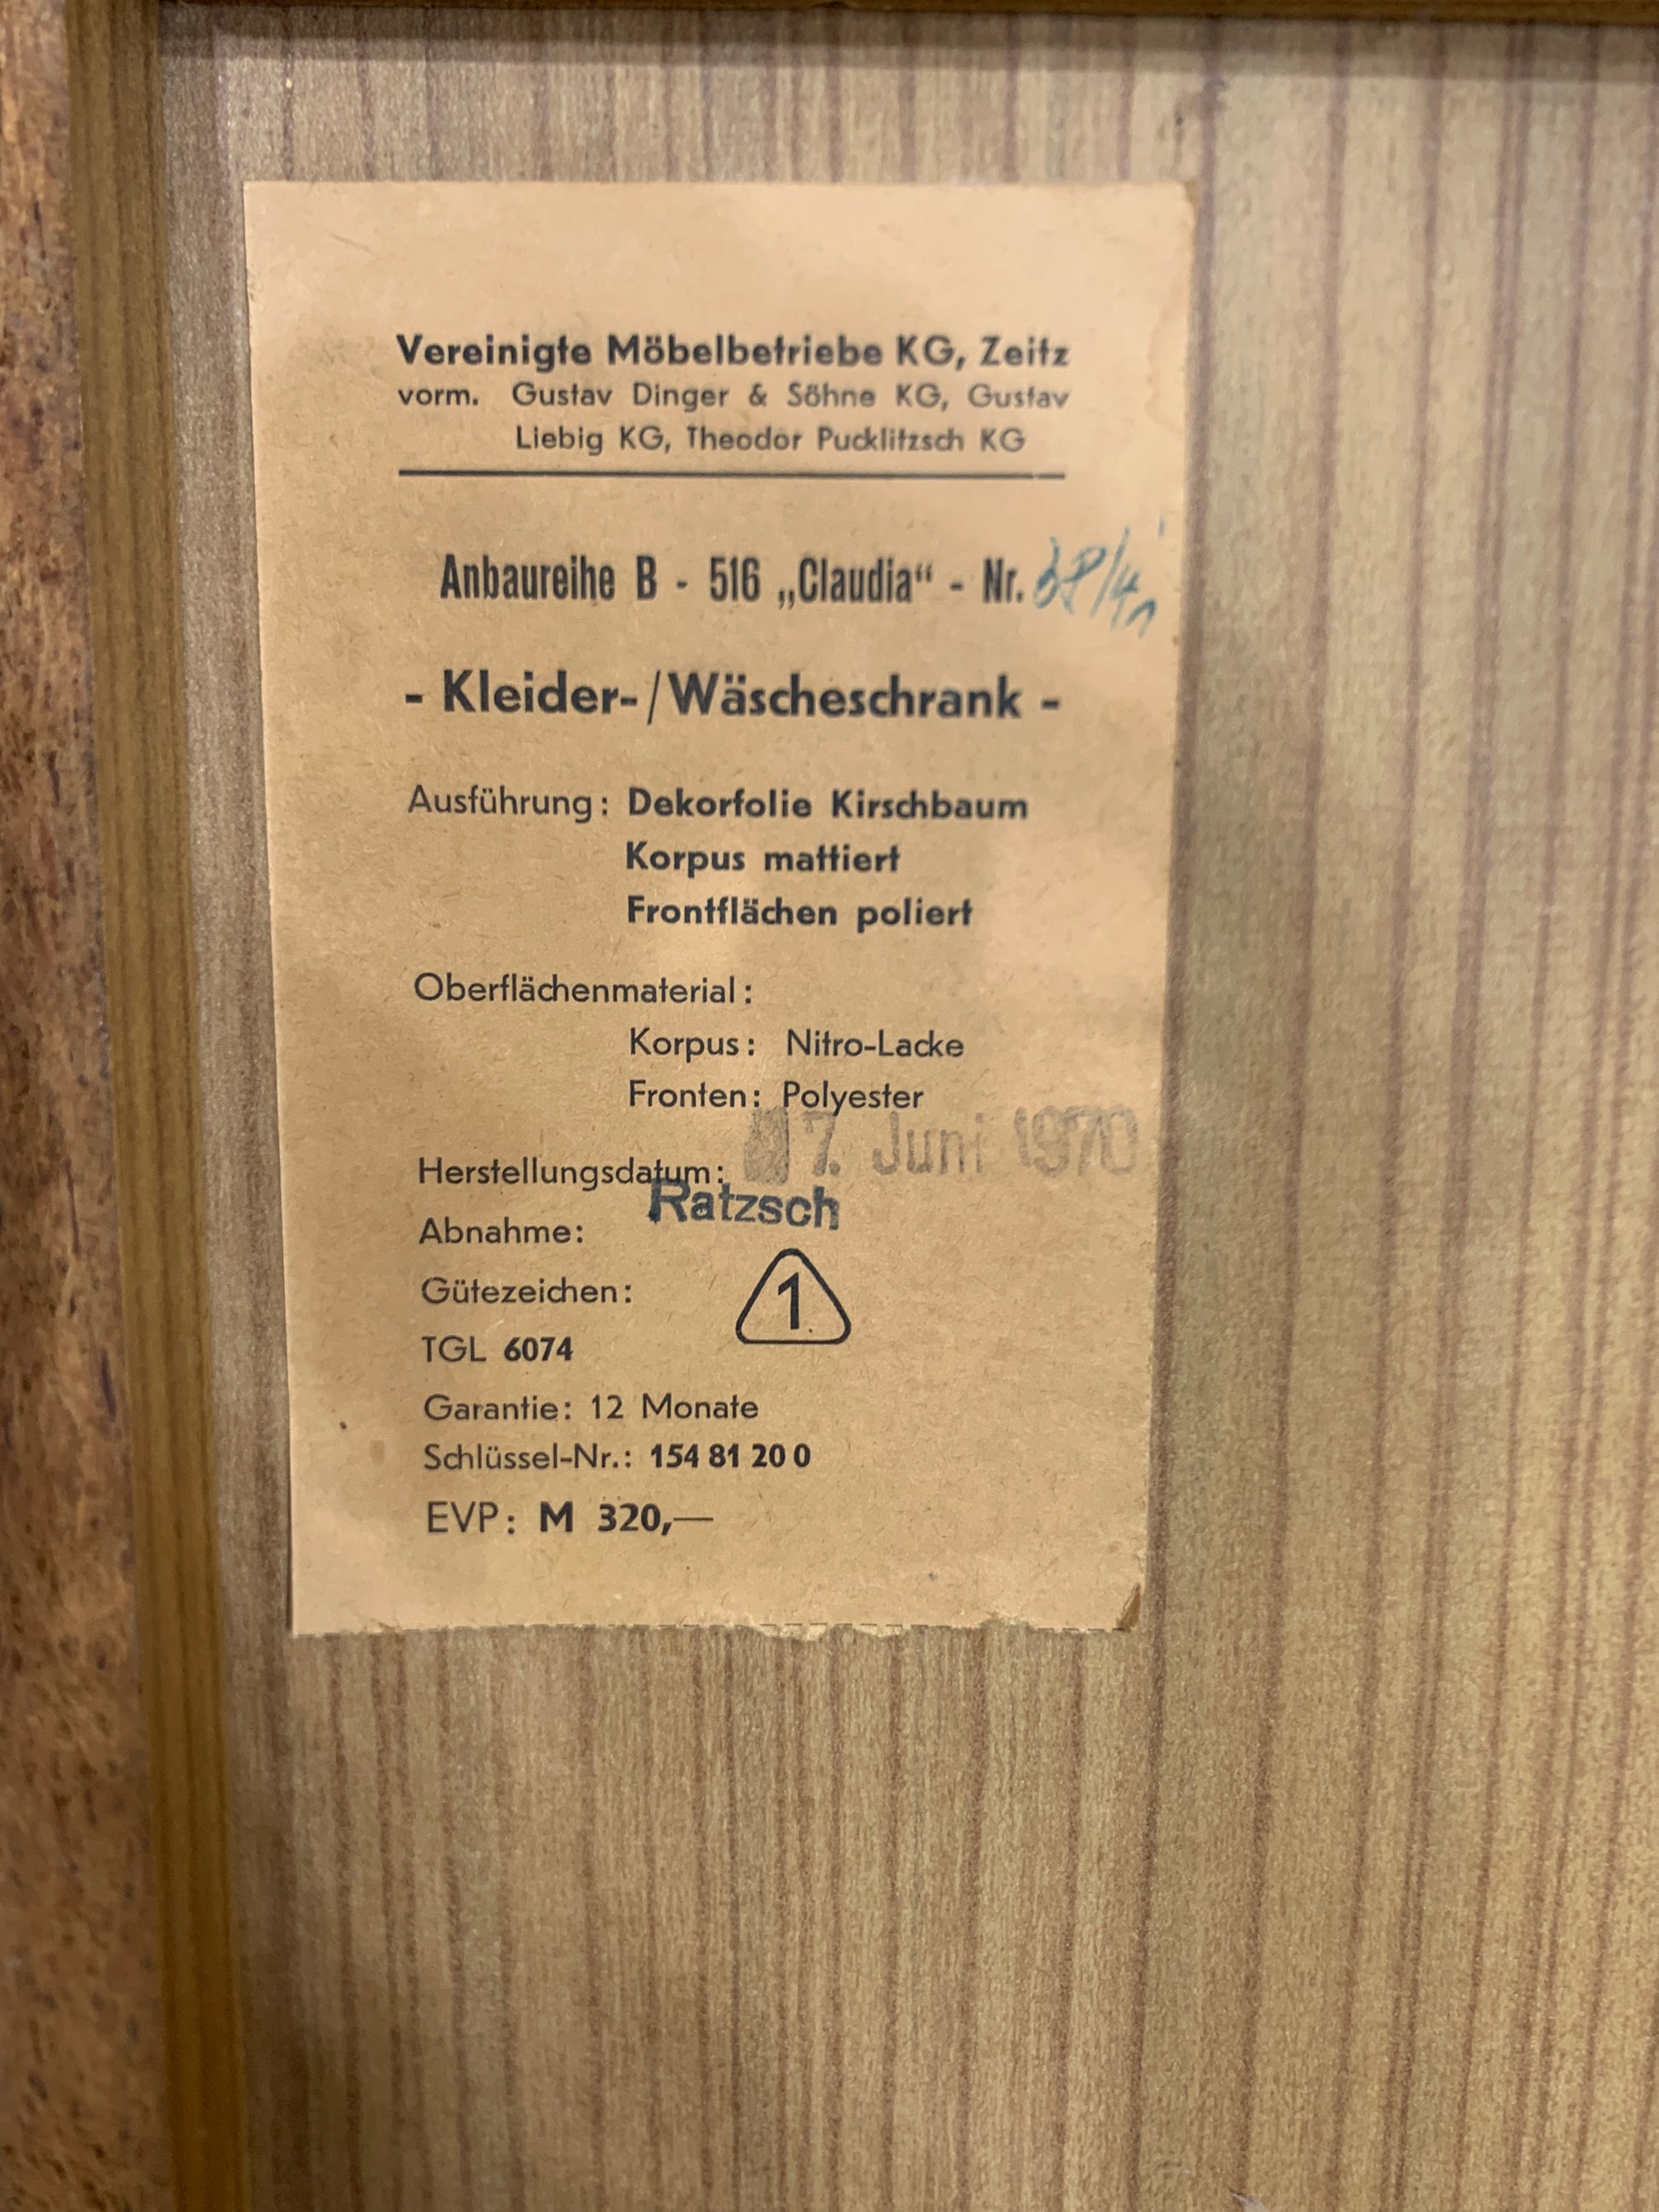 Vereinigte Möbelbetriebe KG, Zeitz
vorm. Gustav Dinger & Söhne KG, Gustav
Liebig KG, Theodor Pucklitzsch KG
Anbaureihe B - 516 „Claudia“ - Nr.
- Kleider-/Wäscheschrank -
Ausführung: Dekorfolie Kirschbaum
Korpus mattiert
Frontflächen poliert
Oberflächenmaterial:
Korpus: Nitro-Lacke
Fronten: Polyester
Herstellungsdatum: 7. Juni 1970
Ratzsch
Abnahme:
Gütezeichen: 1
TGL 6074
Garantie: 12 Monate
Schlüssel-Nr.: 154 81 20 0
EVP: M 320,—